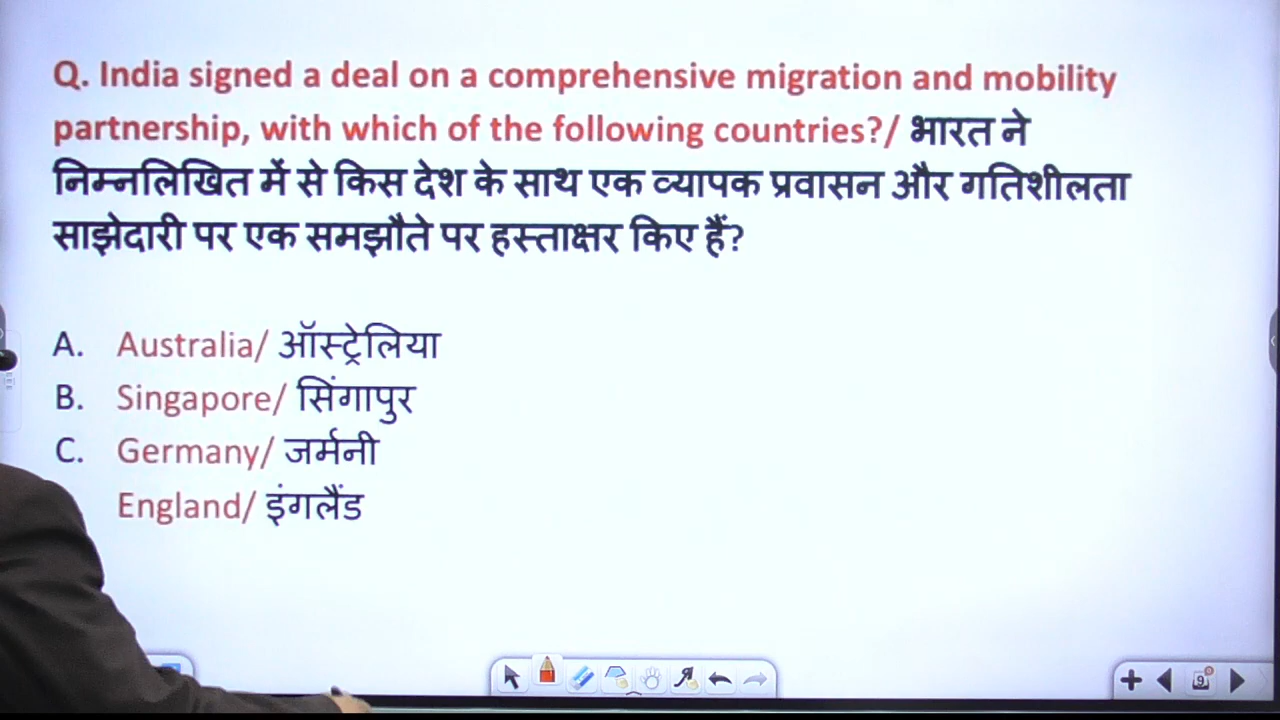 Q. India signed a deal on a comprehensive migration and mobility
partnership, with which of the following countries?/ भारत ने
निम्नलिखित में से किस देश के साथ एक व्यापक प्रवासन और गतिशीलता
साझेदारी पर एक समझौते पर हस्ताक्षर किए हैं?
A. Australia/ ऑस्ट्रेलिया
B. Singapore/ सिंगापुर
C. Germany/ जर्मनी
England/ इंगलैंड
9